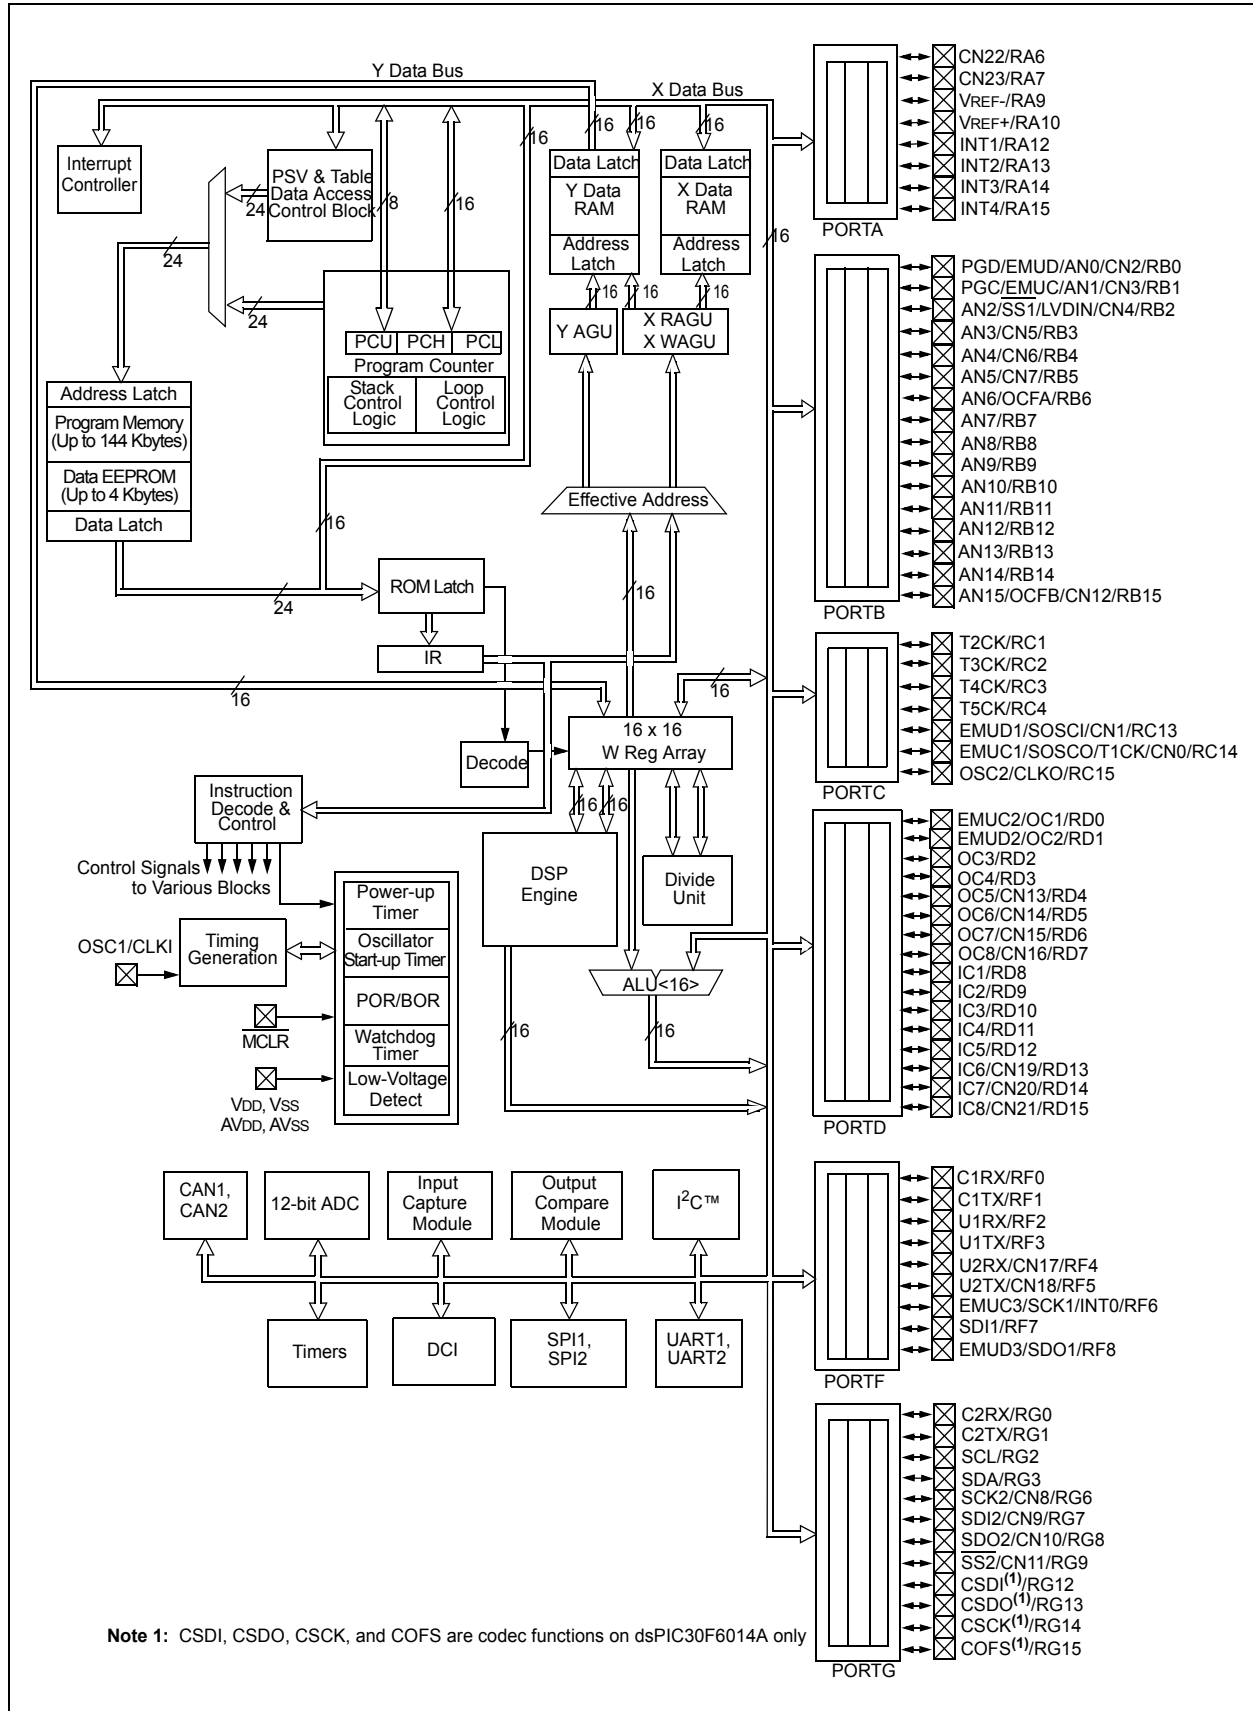 Y Data Bus
X Data Bus
Interrupt
Controller
PSV & Table
Data Access
Control Block
24
8
16
16
16
16
16
16
24
24
Data Latch
Y Data
RAM
Address
Latch
Data Latch
X Data
RAM
Address
Latch
16
16
16
Y AGU
X RAGU
X WAGU
PCU
PCH
PCL
Program Counter
Stack
Control
Logic
Loop
Control
Logic
Address Latch
Program Memory
(Up to 144 Kbytes)
Data EEPROM
(Up to 4 Kbytes)
Data Latch
Effective Address
16
24
ROM Latch
16
IR
16
16
16 x 16
W Reg Array
Decode
Instruction
Decode &
Control
16
16
Control Signals
to Various Blocks
DSP
Engine
Divide
Unit
Power-up
Timer
Oscillator
Start-up Timer
POR/BOR
Watchdog
Timer
Low-Voltage
Detect
OSC1/CLKI
Timing
Generation
MCLR
VDD, VSS
AVDD, AVSS
ALU<16>
16
16
CAN1,
CAN2
12-bit ADC
Input
Capture
Module
Output
Compare
Module
I2C™
Timers
DCI
SPI1,
SPI2
UART1,
UART2
CN22/RA6
CN23/RA7
VREF-/RA9
VREF+/RA10
INT1/RA12
INT2/RA13
INT3/RA14
INT4/RA15
PORTA
PGD/EMUD/AN0/CN2/RB0
PGC/EMUC/AN1/CN3/RB1
AN2/SS1/LVDIN/CN4/RB2
AN3/CN5/RB3
AN4/CN6/RB4
AN5/CN7/RB5
AN6/OCFA/RB6
AN7/RB7
AN8/RB8
AN9/RB9
AN10/RB10
AN11/RB11
AN12/RB12
AN13/RB13
AN14/RB14
AN15/OCFB/CN12/RB15
PORTB
T2CK/RC1
T3CK/RC2
T4CK/RC3
T5CK/RC4
EMUD1/SOSCI/CN1/RC13
EMUC1/SOSCO/T1CK/CN0/RC14
OSC2/CLKO/RC15
PORTC
EMUC2/OC1/RD0
EMUD2/OC2/RD1
OC3/RD2
OC4/RD3
OC5/CN13/RD4
OC6/CN14/RD5
OC7/CN15/RD6
OC8/CN16/RD7
IC1/RD8
IC2/RD9
IC3/RD10
IC4/RD11
IC5/RD12
IC6/CN19/RD13
IC7/CN20/RD14
IC8/CN21/RD15
PORTD
C1RX/RF0
C1TX/RF1
U1RX/RF2
U1TX/RF3
U2RX/CN17/RF4
U2TX/CN18/RF5
EMUC3/SCK1/INT0/RF6
SDI1/RF7
EMUD3/SDO1/RF8
PORTF
C2RX/RG0
C2TX/RG1
SCL/RG2
SDA/RG3
SCK2/CN8/RG6
SDI2/CN9/RG7
SDO2/CN10/RG8
SS2/CN11/RG9
CSDI(1)/RG12
CSDO(1)/RG13
CSCK(1)/RG14
COFS(1)/RG15
PORTG
Note 1: CSDI, CSDO, CSCK, and COFS are codec functions on dsPIC30F6014A only